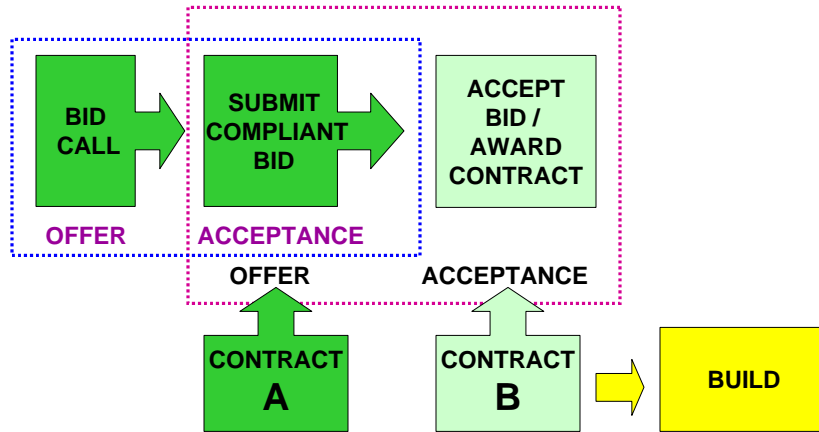 BID
CALL
SUBMIT
COMPLIANT
BID
ACCEPT
BID /
AWARD
CONTRACT
OFFER
ACCEPTANCE
OFFER
ACCEPTANCE
CONTRACT
A
CONTRACT
B
BUILD